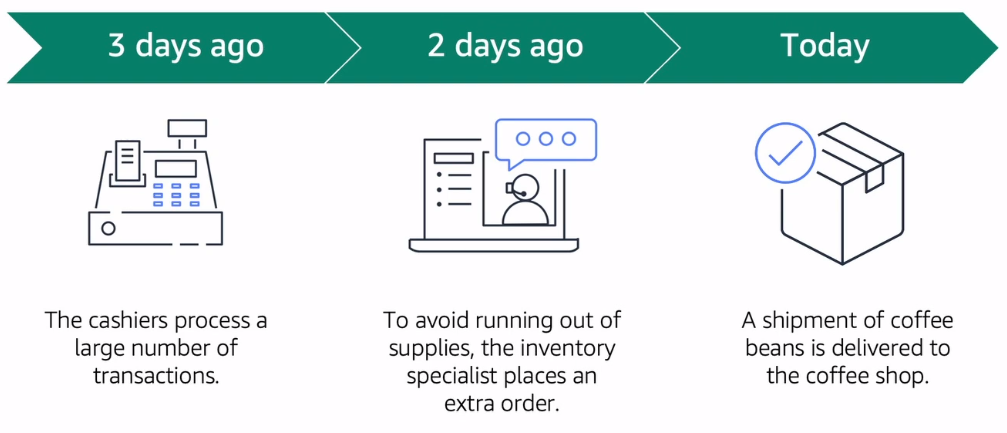 3 days ago
2 days ago
Today
The cashiers process a
large number of
transactions.
To avoid running out of
supplies, the inventory
specialist places an
extra order.
A shipment of coffee
beans is delivered to
the coffee shop.